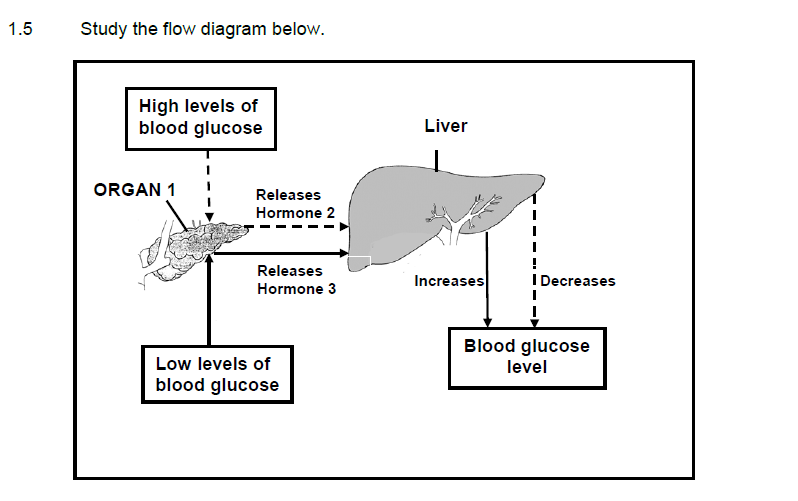 1.5 Study the flow diagram below.
High levels of
blood glucose
Liver
ORGAN 1
Releases
Hormone 2
Releases
Hormone 3
Increases
Decreases
Low levels of
blood glucose
Blood glucose
level